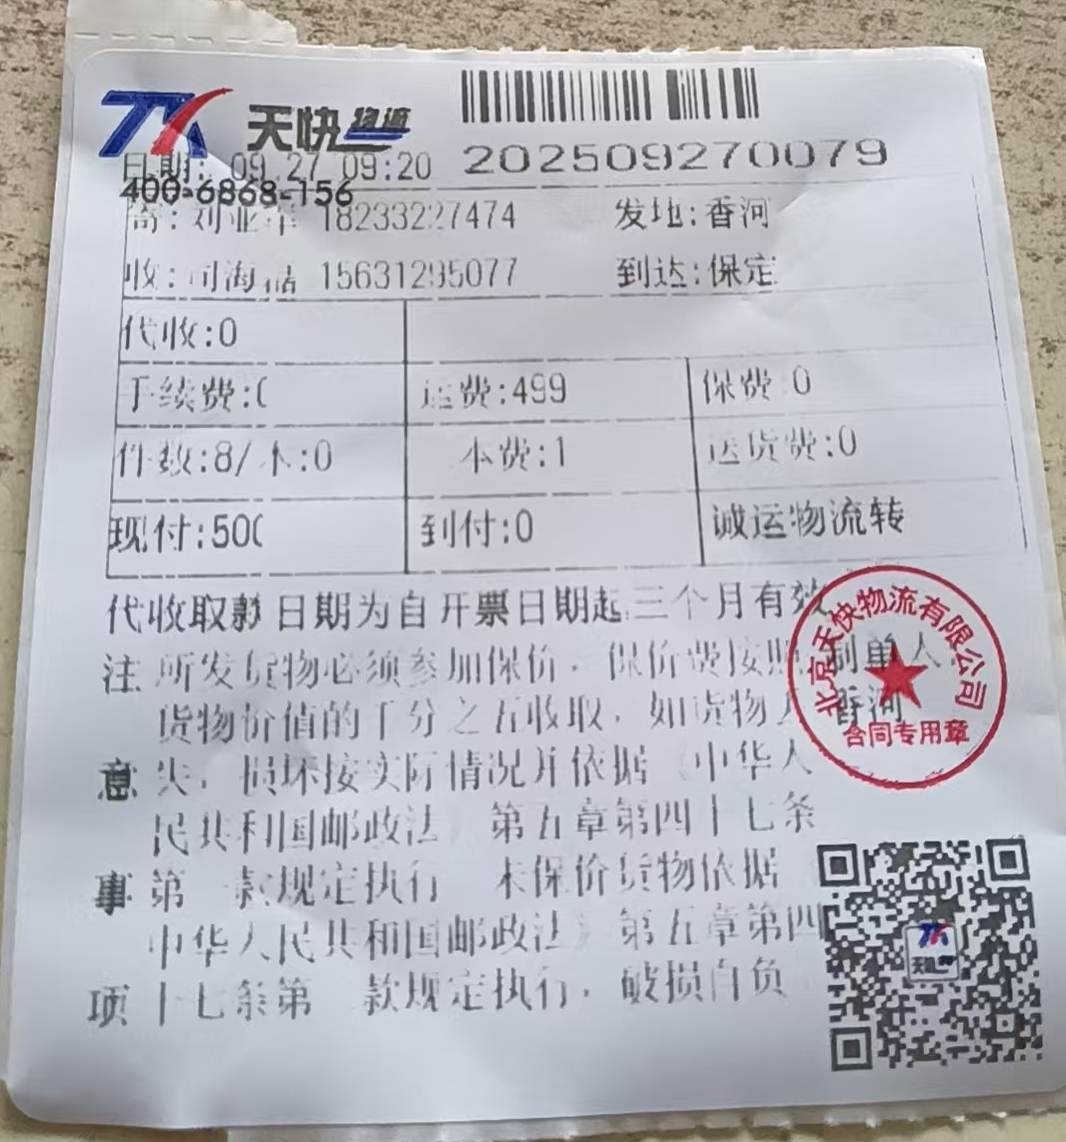 TK 天快物流
202509270079
日期: 09.27 09:20
400-6868-156
寄: 刘亚 18233227474 发地:香河
收: 司海 15631295077 到达:保定
代收:0
手续费:0 运费:499 保费:0
件数:8/木:0 本费:1 送货费:0
现付:500 到付:0 诚运物流转
代收取款日期为自开票日期起,三个月有效
注 所发货物必须参加保价,保价费按照 制单人:
货物价值的千分之五收取,如货物丢 香河
意 失,损坏按实际情况并依据《中华人
民共和国邮政法》第五章第四十七条
事 第 款规定执行 未保价货物依据
中华人民共和国邮政法》第五章第四
项 十七条第 款规定执行,破损自负
北京天快物流有限公司
合同专用章
TK
天快